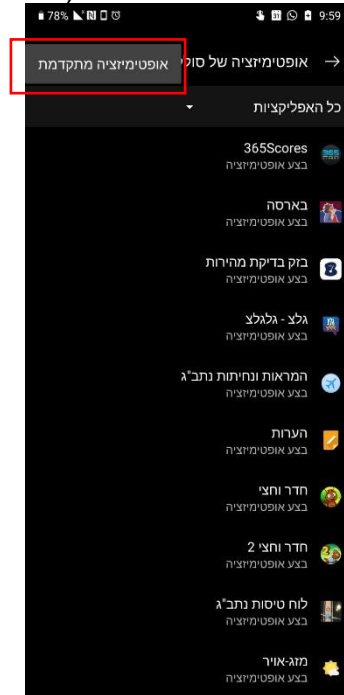 9:59 31 78%
אופטימיזציה של סול
אופטימיזציה מתקדמת
כל האפליקציות
365Scores
בצע אופטימיזציה
בארסה
בצע אופטימיזציה
בזק בדיקת מהירות
בצע אופטימיזציה
גלצ - גלגלצ
בצע אופטימיזציה
המראות ונחיתות נתב"ג
בצע אופטימיזציה
הערות
בצע אופטימיזציה
חדר וחצי
בצע אופטימיזציה
חדר וחצי 2
בצע אופטימיזציה
לוח טיסות נתב"ג
בצע אופטימיזציה
מזג-אויר
בצע אופטימיזציה